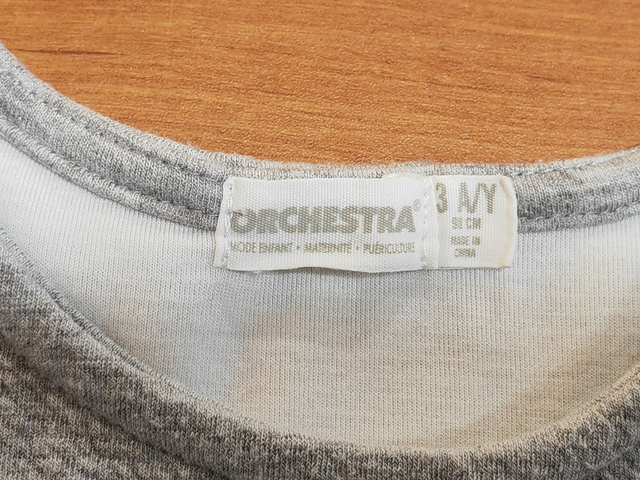 ORCHESTRA®
MODE ENFANT • MATERNITÉ • PUÉRICULTURE
3 A/Y
98 CM
MADE IN
CHINA